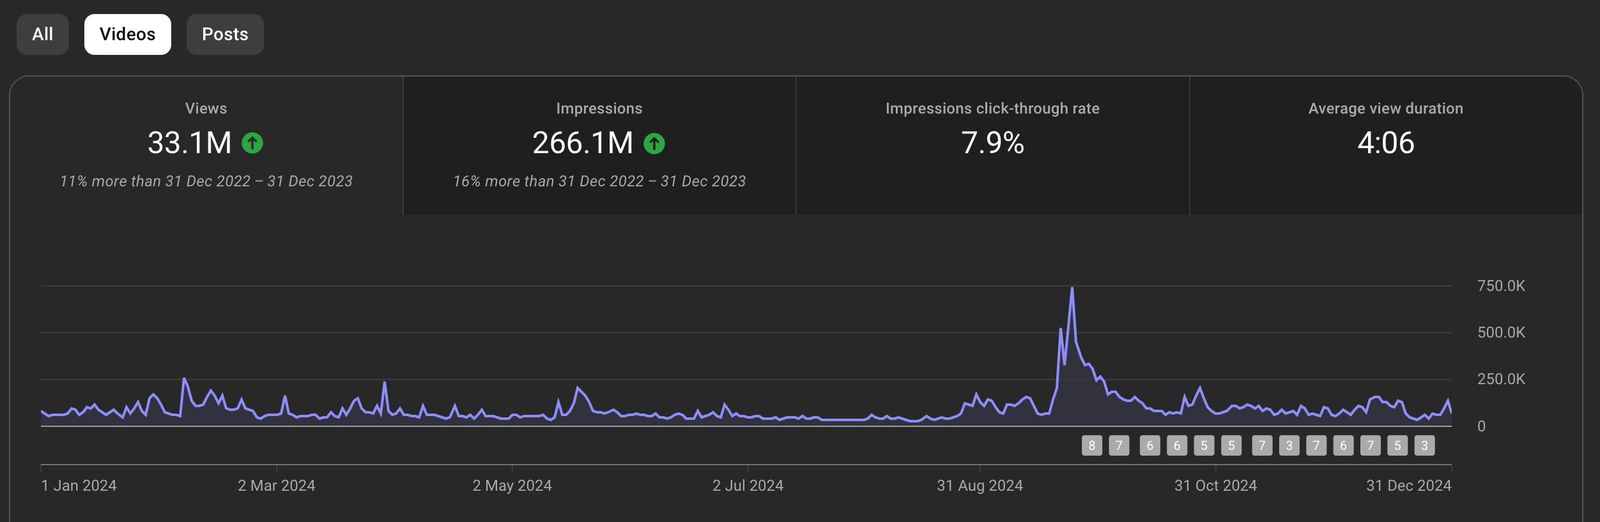 All Videos Posts
Views
33.1M
11% more than 31 Dec 2022 – 31 Dec 2023
Impressions
266.1M
16% more than 31 Dec 2022 – 31 Dec 2023
Impressions click-through rate
7.9%
Average view duration
4:06
750.0K
500.0K
250.0K
0
8 7 6 6 5 5 7 3 7 6 7 5 3
1 Jan 2024 2 Mar 2024 2 May 2024 2 Jul 2024 31 Aug 2024 31 Oct 2024 31 Dec 2024